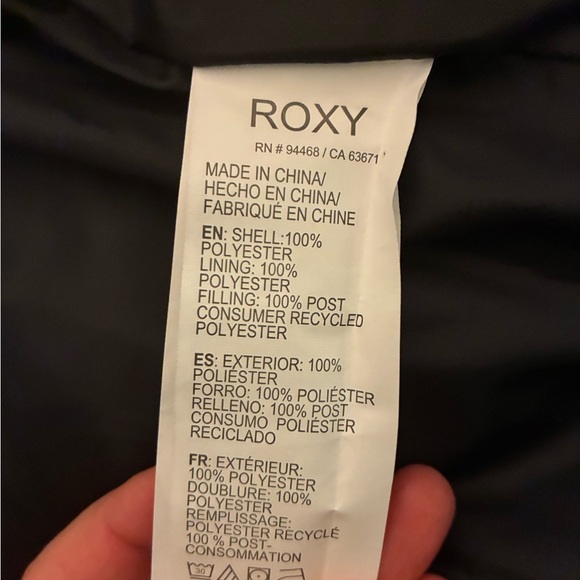 ROXY
RN # 94468 / CA 63671
MADE IN CHINA/
HECHO EN CHINA/
FABRIQUÉ EN CHINE
EN: SHELL:100%
POLYESTER
LINING: 100%
POLYESTER
FILLING: 100% POST
CONSUMER RECYCLED
POLYESTER
ES: EXTERIOR: 100%
POLIÉSTER
FORRO: 100% POLIÉSTER
RELLENO: 100% POST
CONSUMO POLIÉSTER
RECICLADO
FR: EXTÉRIEUR:
100% POLYESTER
DOUBLURE: 100%
POLYESTER
REMPLISSAGE:
POLYESTER RECYCLÉ
100 % POST-
CONSOMMATION
30